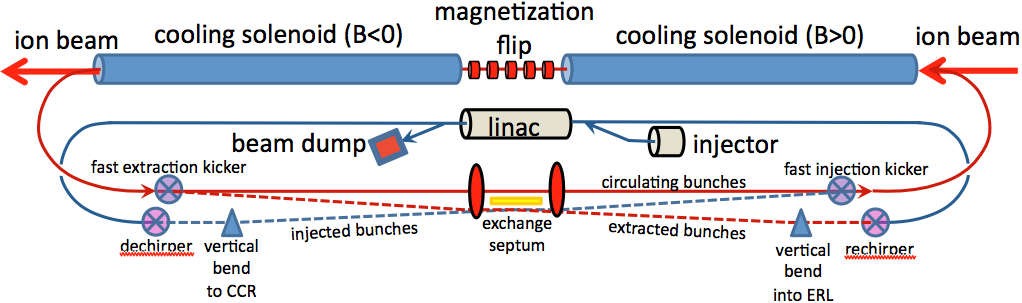 magnetization
flip
ion beam
cooling solenoid (B<0)
cooling solenoid (B>0)
ion beam
linac
beam dump
injector
fast extraction kicker
fast injection kicker
circulating bunches
dechirper
vertical
bend
to CCR
injected bunches
exchange
septum
extracted bunches
vertical
bend
into ERL
rechirper